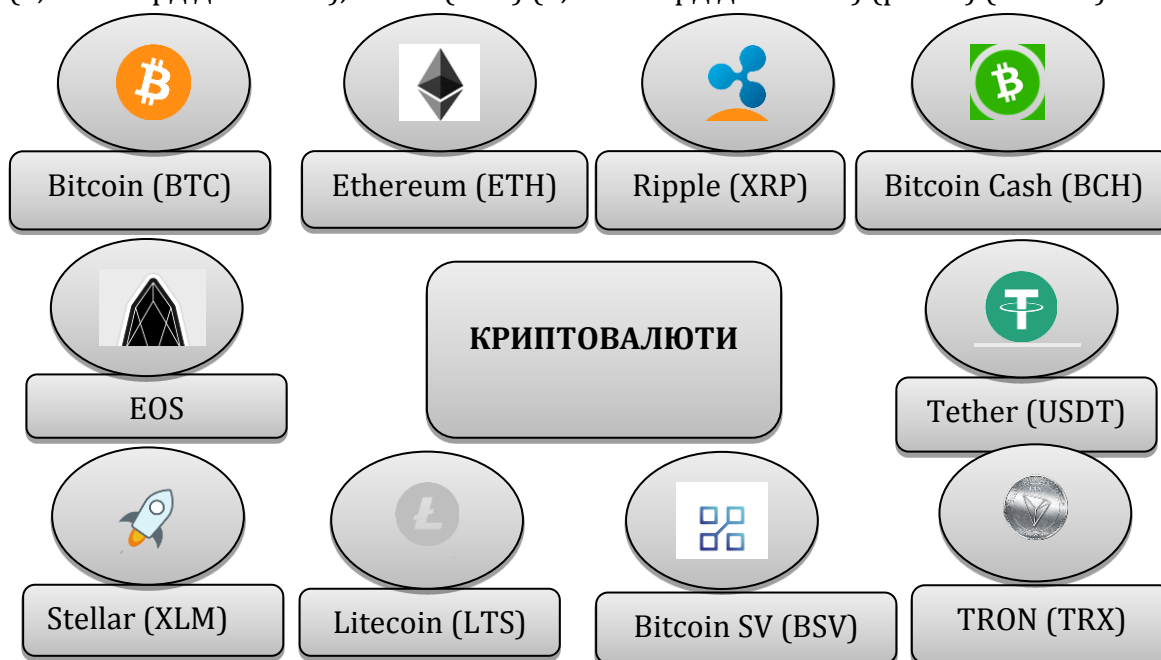 Bitcoin (BTC)
Ethereum (ETH)
Ripple (XRP)
Bitcoin Cash (BCH)
КРИПТОВАЛЮТИ
EOS
Tether (USDT)
Stellar (XLM)
Litecoin (LTS)
Bitcoin SV (BSV)
TRON (TRX)